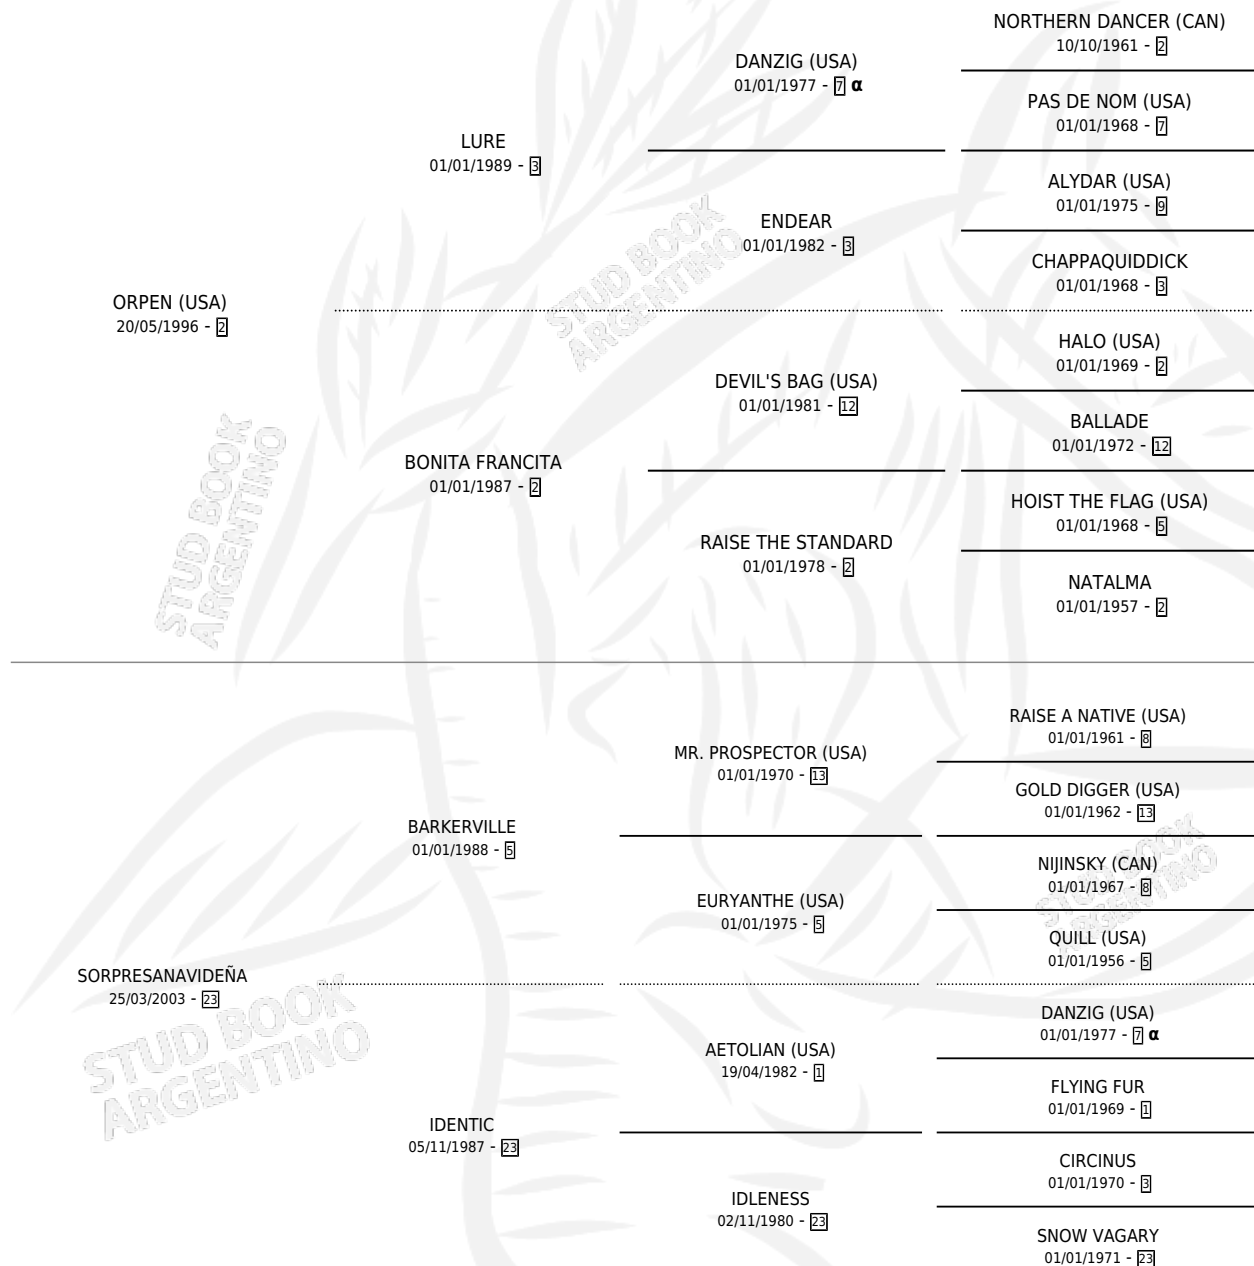 NORTHERN DANCER (CAN)
10/10/1961 - 2
DANZIG (USA)
01/01/1977 - 7 α
PAS DE NOM (USA)
01/01/1968 - 7
LURE
01/01/1989 - 3
ALYDAR (USA)
01/01/1975 - 9
ENDEAR
01/01/1982 - 3
CHAPPAQUIDDICK
01/01/1968 - 3
ORPEN (USA)
20/05/1996 - 2
HALO (USA)
01/01/1969 - 2
DEVIL'S BAG (USA)
01/01/1981 - 12
BALLADE
01/01/1972 - 12
BONITA FRANCITA
01/01/1987 - 2
HOIST THE FLAG (USA)
01/01/1968 - 5
RAISE THE STANDARD
01/01/1978 - 2
NATALMA
01/01/1957 - 2
RAISE A NATIVE (USA)
01/01/1961 - 8
MR. PROSPECTOR (USA)
01/01/1970 - 13
GOLD DIGGER (USA)
01/01/1962 - 13
BARKERVILLE
01/01/1988 - 5
NIJINSKY (CAN)
01/01/1967 - 8
EURYANTHE (USA)
01/01/1975 - 5
QUILL (USA)
01/01/1956 - 5
SORPRESANAVIDEÑA
25/03/2003 - 23
DANZIG (USA)
01/01/1977 - 7 α
AETOLIAN (USA)
19/04/1982 - 1
FLYING FUR
01/01/1969 - 1
IDENTIC
05/11/1987 - 23
CIRCINUS
01/01/1970 - 3
IDLENESS
02/11/1980 - 23
SNOW VAGARY
01/01/1971 - 23
STUD BOOK
ARGENTINO
STUD BOOK
ARGENTINO
STUD BOOK
ARGENTINO
STUD BOOK
ARGENTINO